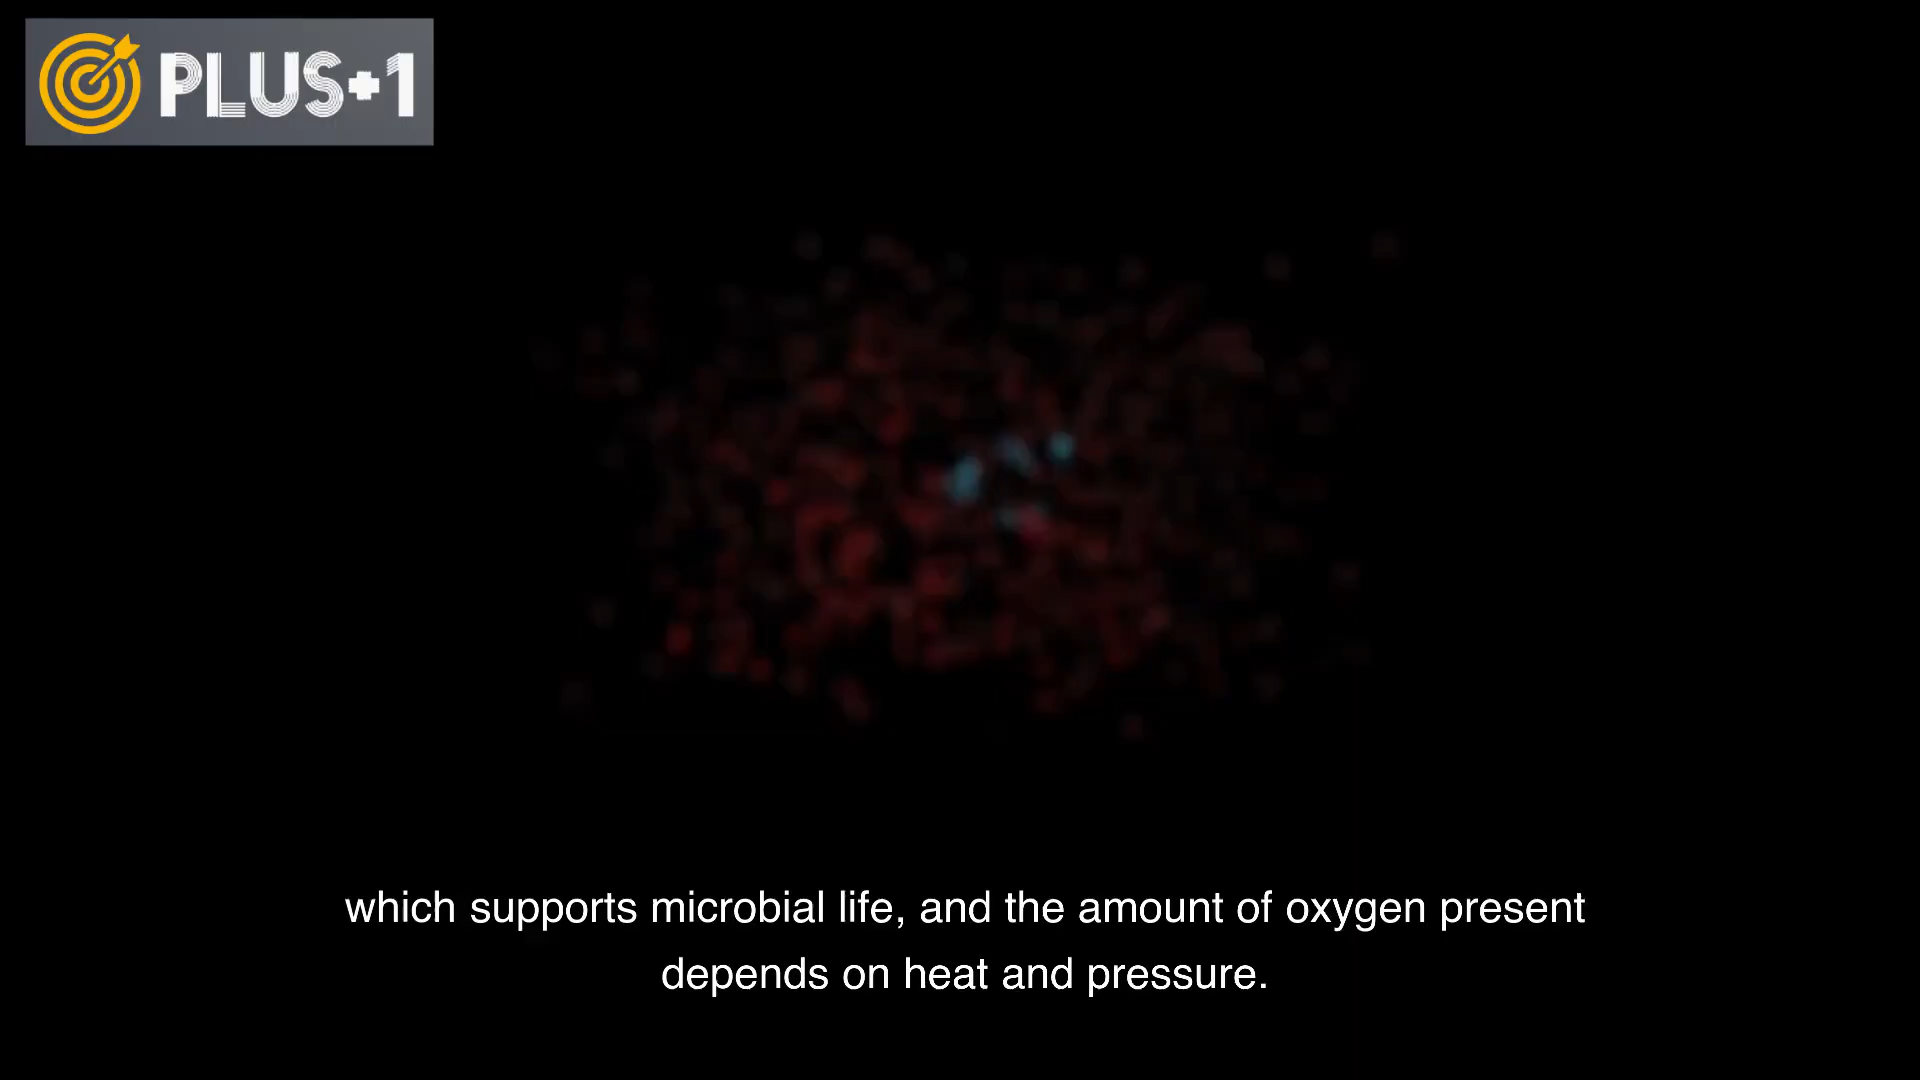 PLUS+1
which supports microbial life, and the amount of oxygen present
depends on heat and pressure.